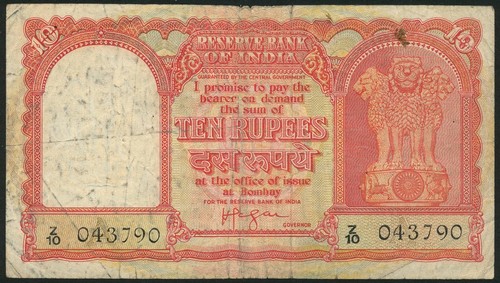 10 10
RESERVE BANK
OF INDIA
GUARANTEED BY THE CENTRAL GOVERNMENT
I promise to pay the
bearer on demand
the sum of
TEN RUPEES
दस रुपये
at the office of issue
at Bombay
FOR THE RESERVE BANK OF INDIA
GOVERNOR
Z/10 043790 Z/10 043790